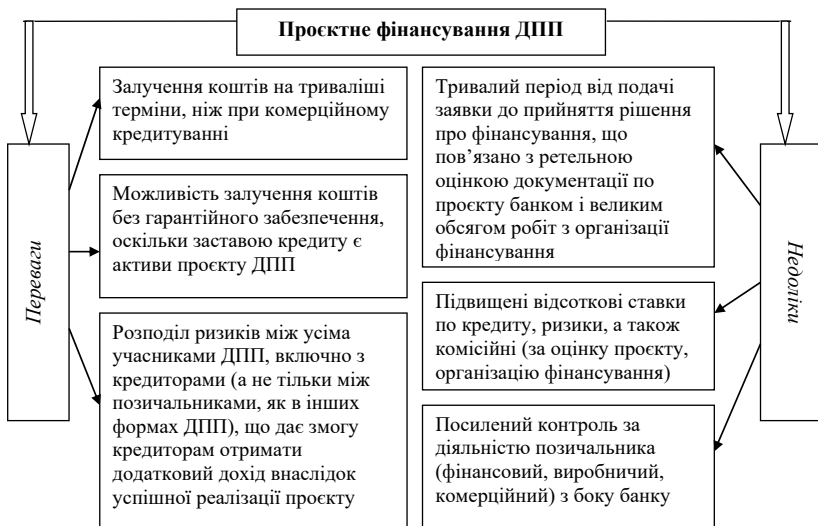 Проєктне фінансування ДПП
Переваги
Залучення коштів на триваліші
терміни, ніж при комерційному
кредитуванні
Можливість залучення коштів
без гарантійного забезпечення,
оскільки заставою кредиту є
активи проєкту ДПП
Розподіл ризиків між усіма
учасниками ДПП, включно з
кредиторами (а не тільки між
позичальниками, як в інших
формах ДПП), що дає змогу
кредиторам отримати
додатковий дохід внаслідок
успішної реалізації проєкту
Тривалий період від подачі
заявки до прийняття рішення
про фінансування, що
пов’язано з ретельною
оцінкою документації по
проєкту банком і великим
обсягом робіт з організації
фінансування
Підвищені відсоткові ставки
по кредиту, ризики, а також
комісійні (за оцінку проєкту,
організацію фінансування)
Посилений контроль за
діяльністю позичальника
(фінансовий, виробничий,
комерційний) з боку банку
Недоліки